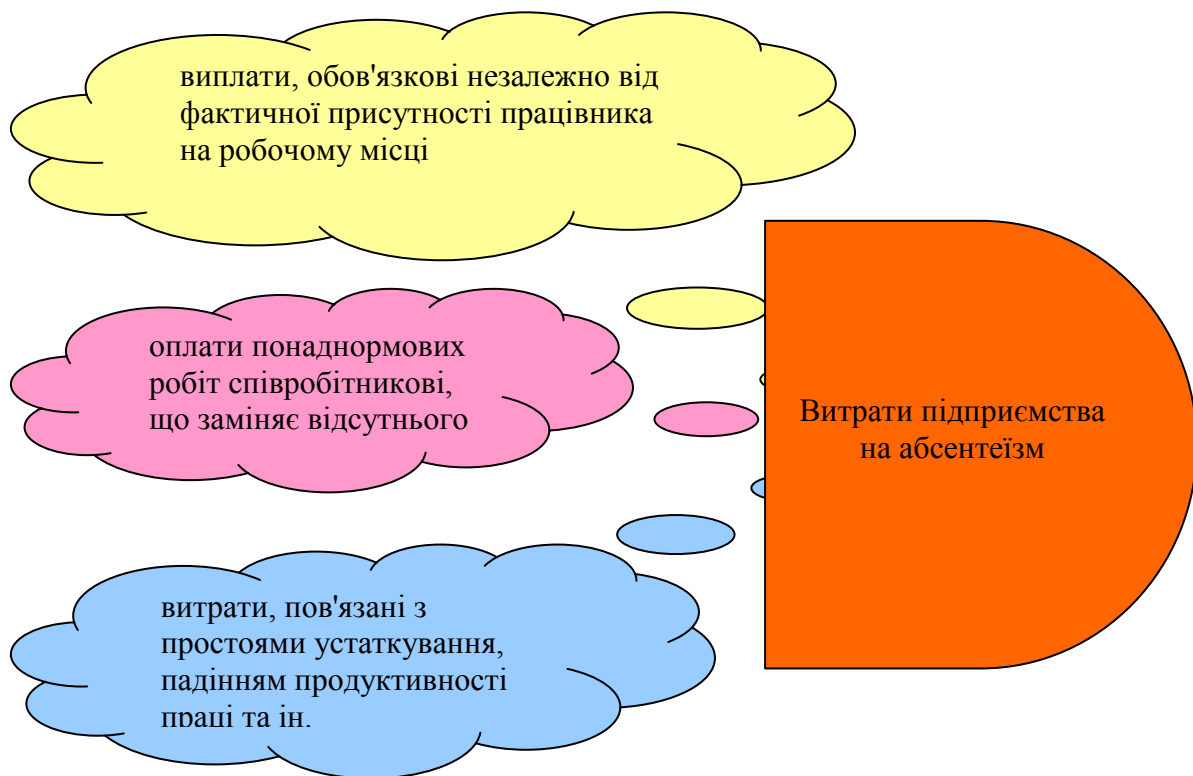 виплати, обов'язкові незалежно від
фактичної присутності працівника
на робочому місці
оплати понаднормових
робіт співробітникові,
що заміняє відсутнього
Витрати підприємства
на абсентеїзм
витрати, пов'язані з
простоями устаткування,
падінням продуктивності
праці та ін.